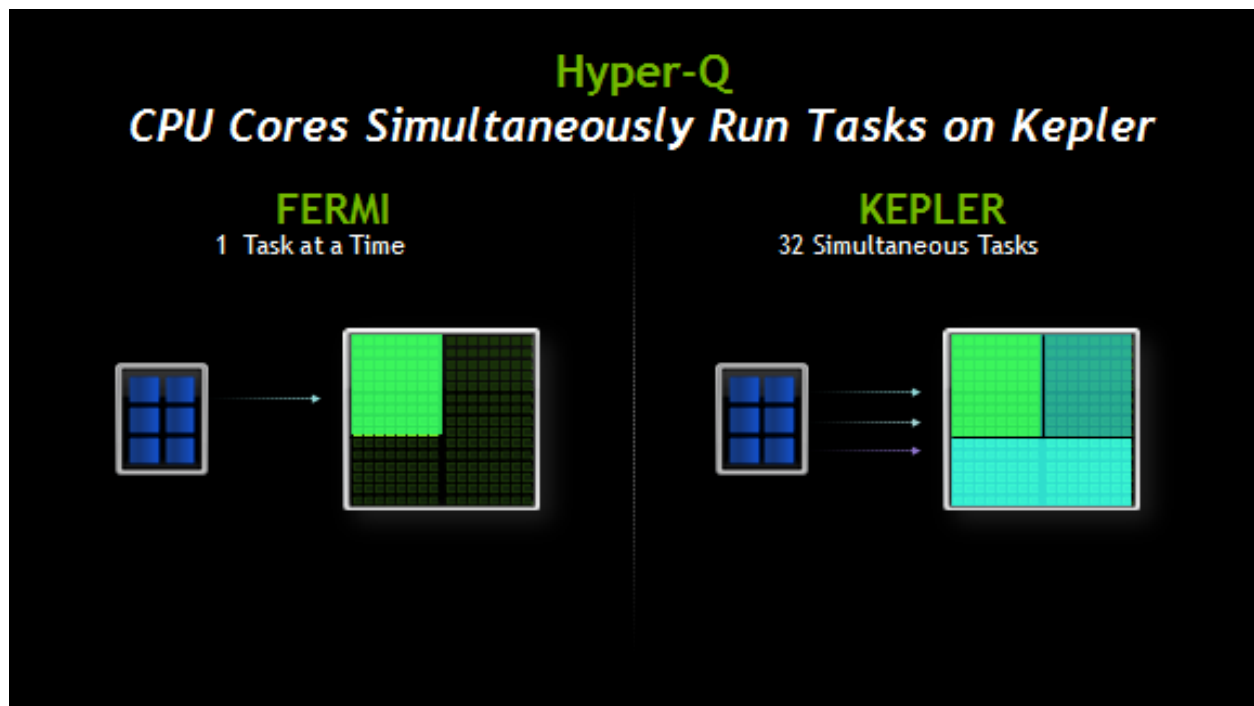 Hyper-Q
CPU Cores Simultaneously Run Tasks on Kepler
FERMI
1 Task at a Time
KEPLER
32 Simultaneous Tasks